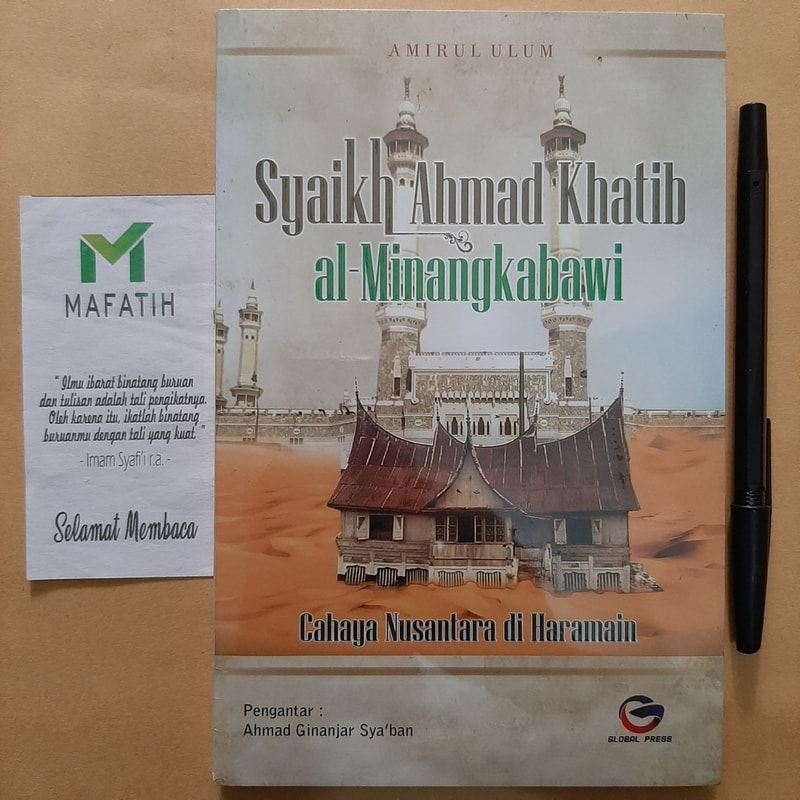 AMIRUL ULUM
Syaikh Ahmad Khatib
al-Minangkabawi
Cahaya Nusantara di Haramain
Pengantar :
Ahmad Ginanjar Sya'ban
GLOBAL PRESS
MAFATIH
" Ilmu ibarat binatang buruan
dan tulisan adalah tali pengikatnya.
Oleh karena itu, ikatlah binatang
buruanmu dengan tali yang kuat. "
- Imam Syafi'i r.a. -
Selamat Membaca